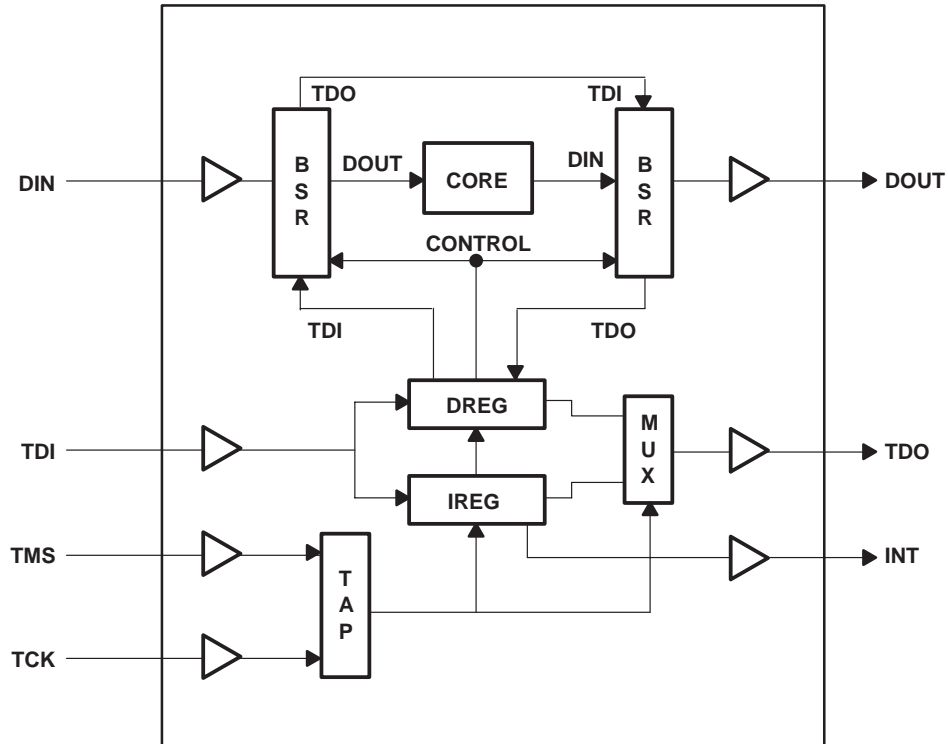 TDO
TDI
DIN
B
S
R
DOUT
CORE
DIN
B
S
R
DOUT
CONTROL
TDI
TDO
DREG
TDI
M
U
X
TDO
IREG
TMS
T
A
P
INT
TCK